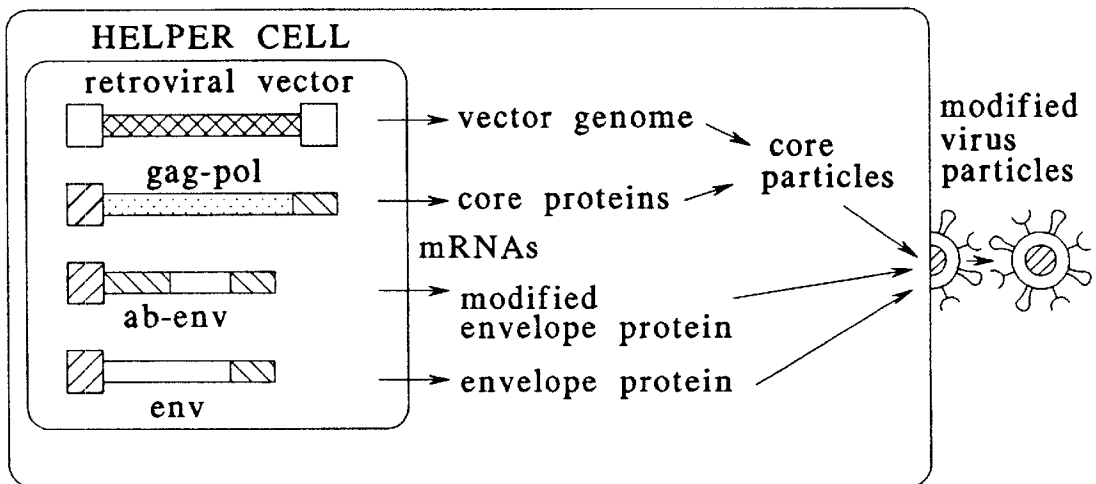 HELPER CELL
retroviral vector
gag-pol
ab-env
env
mRNAs
vector genome
core proteins
modified
envelope protein
envelope protein
core
particles
modified
virus
particles